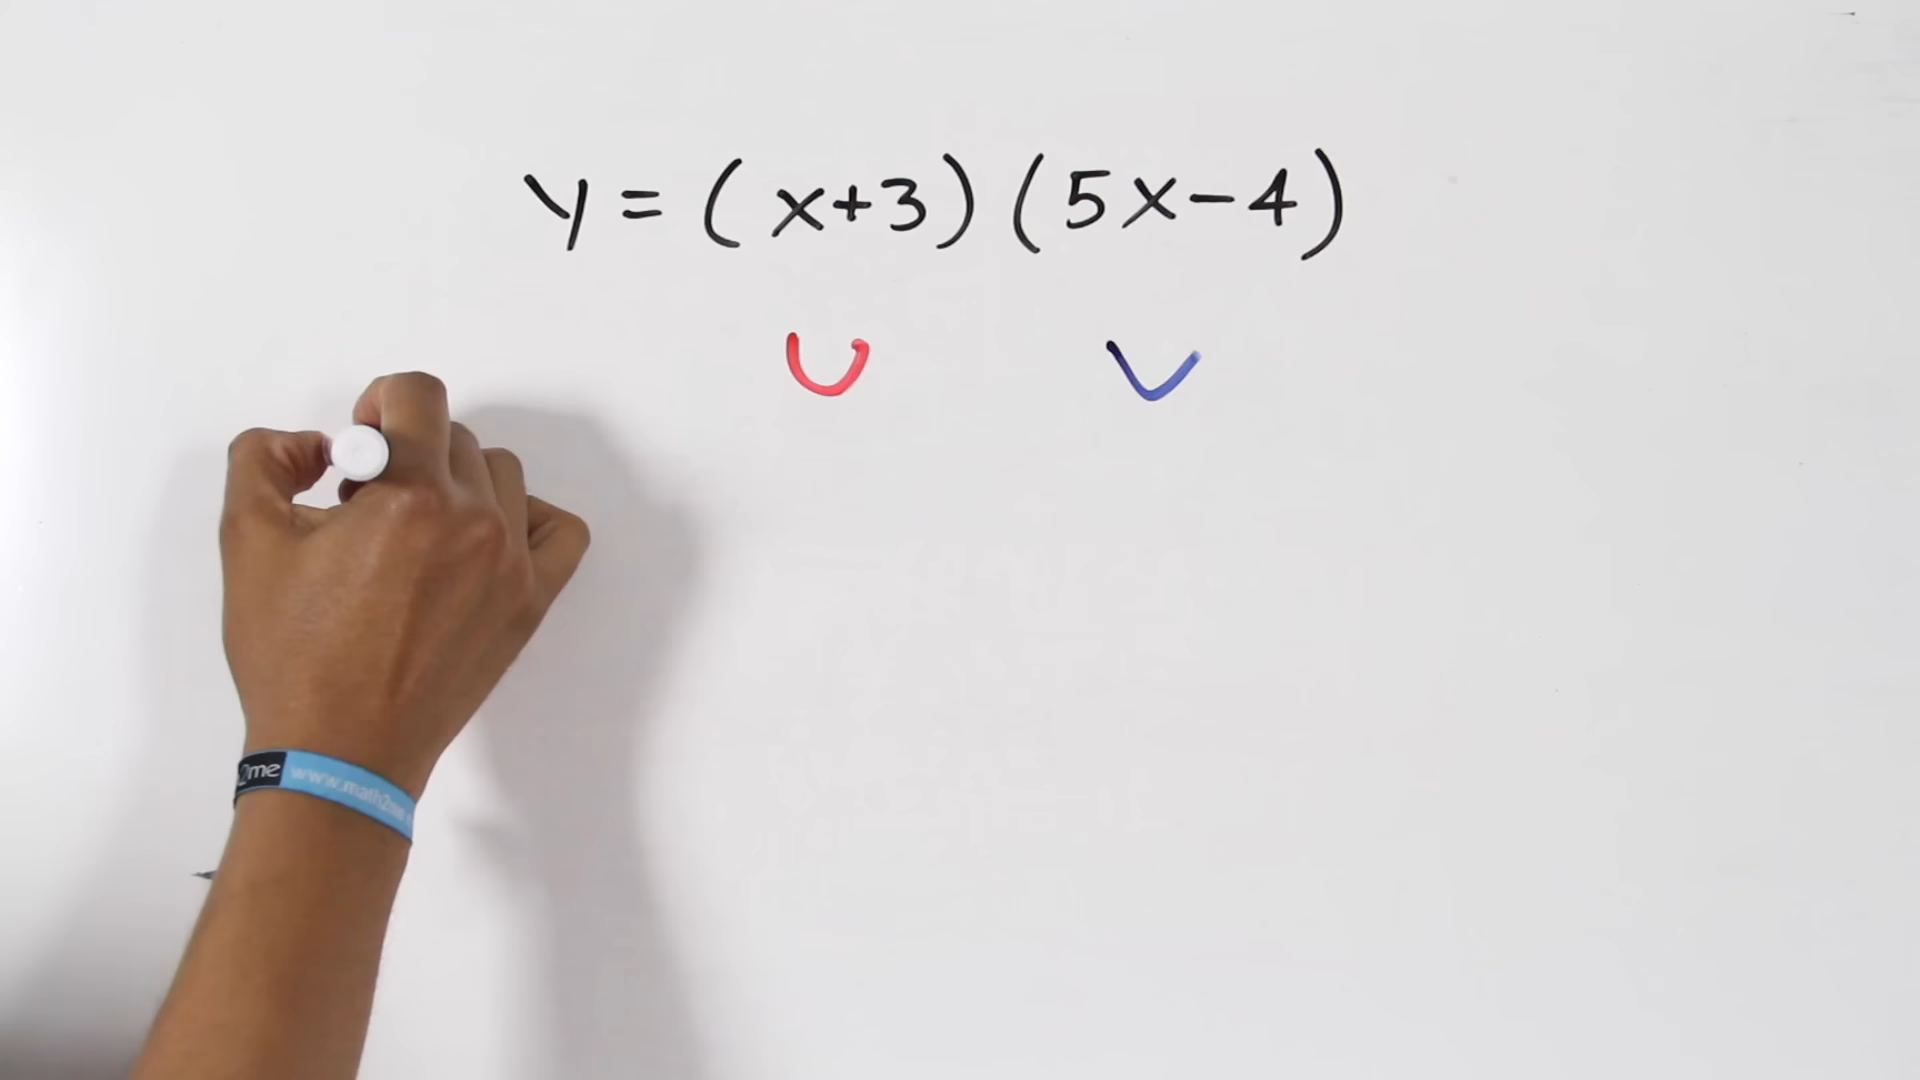 y = (x+3)(5x-4)
U V
2me www.math2me